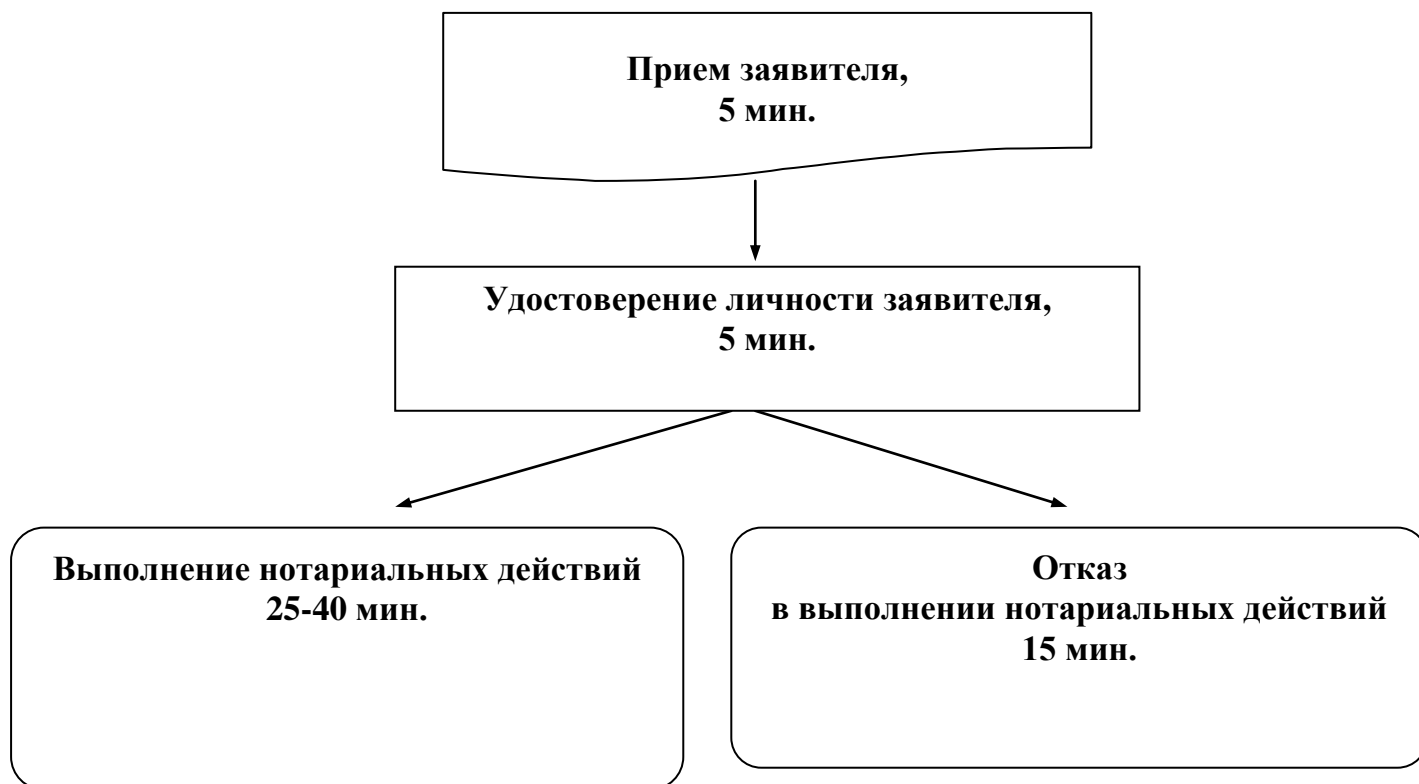 Прием заявителя,
5 мин.
Удостоверение личности заявителя,
5 мин.
Выполнение нотариальных действий
25-40 мин.
Отказ
в выполнении нотариальных действий
15 мин.